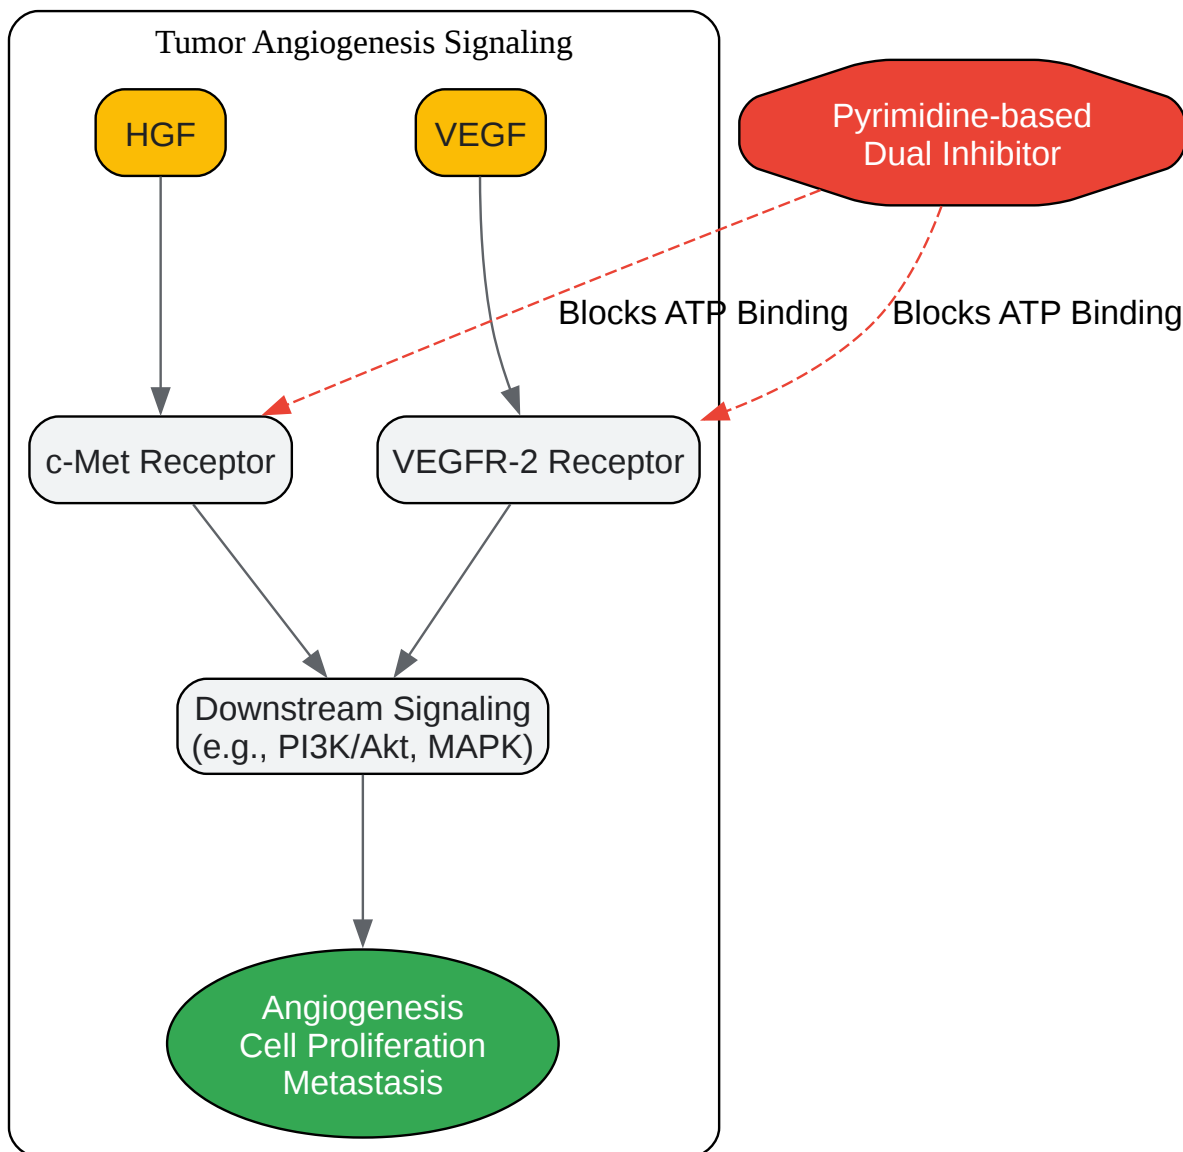 Tumor Angiogenesis Signaling
HGF
VEGF
Pyrimidine-based
Dual Inhibitor
Blocks ATP Binding
Blocks ATP Binding
c-Met Receptor
VEGFR-2 Receptor
Downstream Signaling
(e.g., PI3K/Akt, MAPK)
Angiogenesis
Cell Proliferation
Metastasis